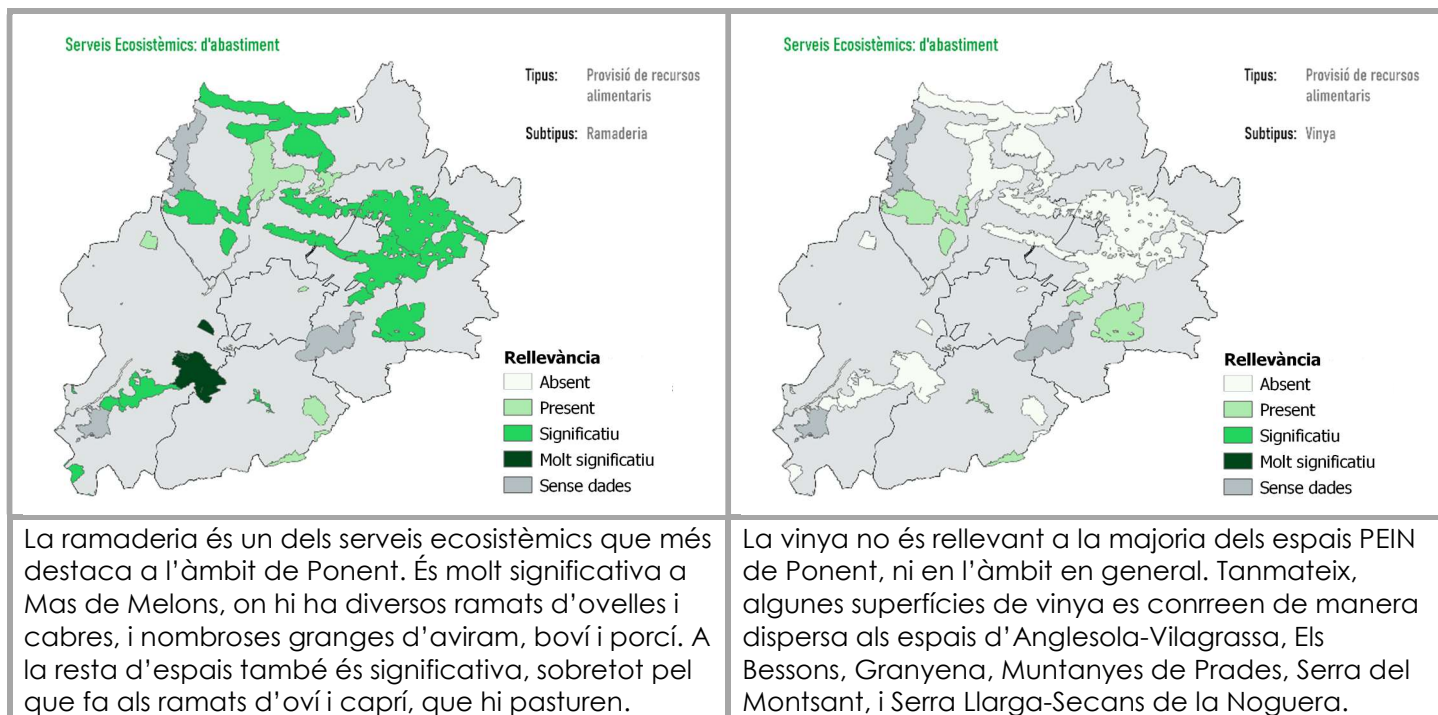 Serveis Ecosistèmics: d'abastiment
Tipus: Provisió de recursos
alimentaris
Subtipus: Ramaderia
Rellevància
Absent
Present
Significatiu
Molt significatiu
Sense dades
La ramaderia és un dels serveis ecosistèmics que més
destaca a l’àmbit de Ponent. És molt significativa a
Mas de Melons, on hi ha diversos ramats d’ovelles i
cabres, i nombroses granges d’aviram, boví i porcí. A
la resta d’espais també és significativa, sobretot pel
que fa als ramats d’oví i caprí, que hi pasturen.
Serveis Ecosistèmics: d'abastiment
Tipus: Provisió de recursos
alimentaris
Subtipus: Vinya
Rellevància
Absent
Present
Significatiu
Molt significatiu
Sense dades
La vinya no és rellevant a la majoria dels espais PEIN
de Ponent, ni en l’àmbit en general. Tanmateix,
algunes superfícies de vinya es conrreen de manera
dispersa als espais d’Anglesola-Vilagrassa, Els
Bessons, Granyena, Muntanyes de Prades, Serra del
Montsant, i Serra Llarga-Secans de la Noguera.